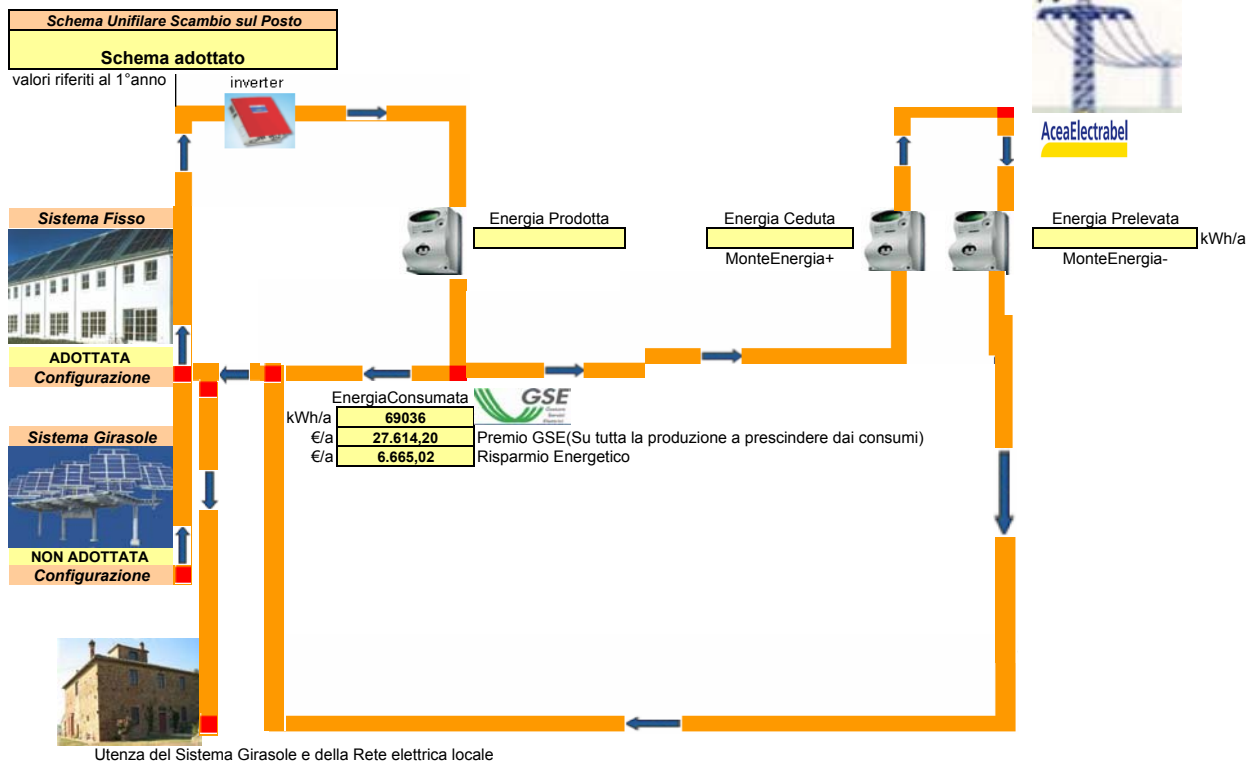 Schema Unifilare Scambio sul Posto
Schema adottato
valori riferiti al 1°anno
inverter
AceaElectrabel
Sistema Fisso
Energia Prodotta
Energia Ceduta
Energia Prelevata
kWh/a
MonteEnergia+
MonteEnergia-
ADOTTATA
Configurazione
EnergiaConsumata
GSE
kWh/a 69036
€/a 27.614,20 Premio GSE(Su tutta la produzione a prescindere dai consumi)
€/a 6.665,02 Risparmio Energetico
Sistema Girasole
NON ADOTTATA
Configurazione
Utenza del Sistema Girasole e della Rete elettrica locale